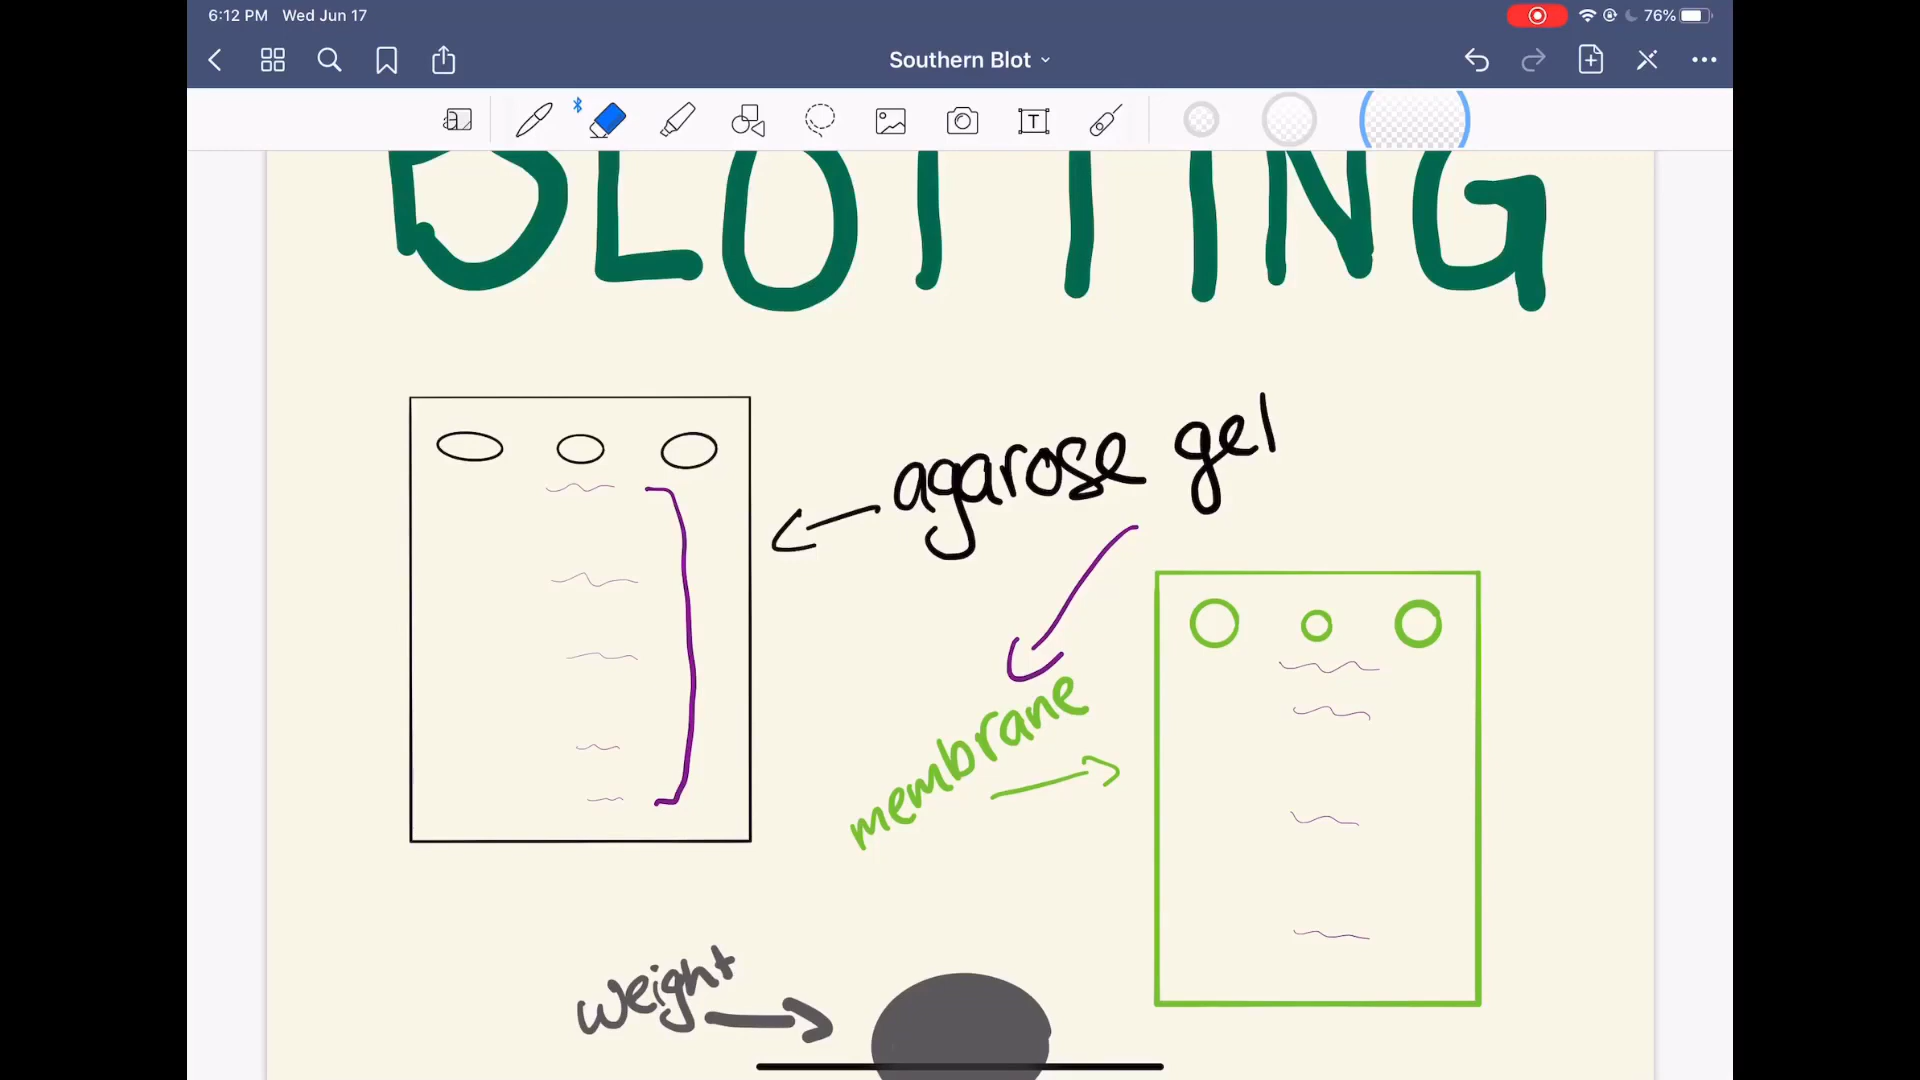 6:12 PM Wed Jun 17 76%
Southern Blot
T
BLOTTING
agarose gel
membrane
weight